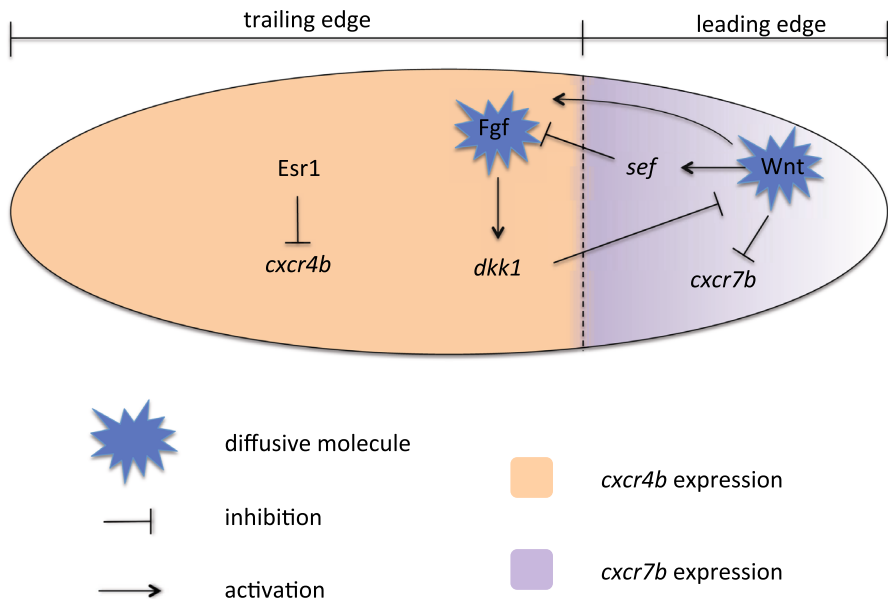 trailing edge
leading edge
Fgf
Wnt
sef
Esr1
cxcr4b
dkk1
cxcr7b
diffusive molecule
inhibition
activation
cxcr4b expression
cxcr7b expression